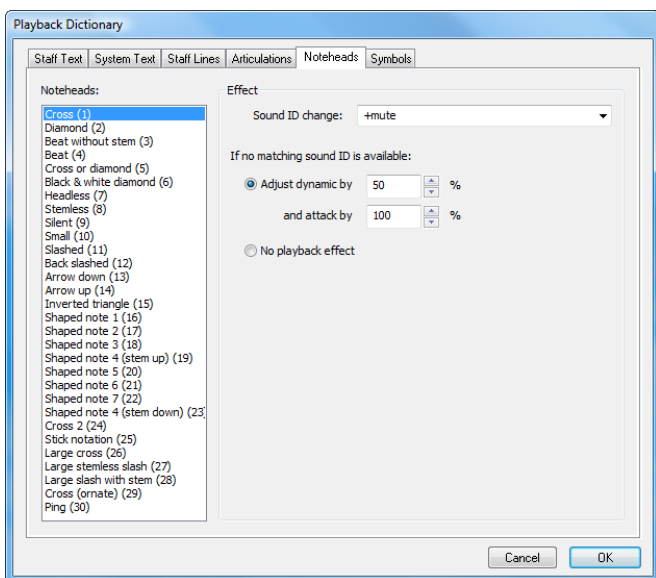 Playback Dictionary
Staff Text System Text Staff Lines Articulations Noteheads Symbols
Noteheads:
Cross (1)
Diamond (2)
Beat without stem (3)
Beat (4)
Cross or diamond (5)
Black & white diamond (6)
Headless (7)
Stemless (8)
Silent (9)
Small (10)
Slashed (11)
Back slashed (12)
Arrow down (13)
Arrow up (14)
Inverted triangle (15)
Shaped note 1 (16)
Shaped note 2 (17)
Shaped note 3 (18)
Shaped note 4 (stem up) (19)
Shaped note 5 (20)
Shaped note 6 (21)
Shaped note 7 (22)
Shaped note 4 (stem down) (23)
Cross 2 (24)
Stick notation (25)
Large cross (26)
Large stemless slash (27)
Large slash with stem (28)
Cross (ornate) (29)
Ping (30)
Effect
Sound ID change: +mute
If no matching sound ID is available:
Adjust dynamic by 50 %
and attack by 100 %
No playback effect
Cancel OK